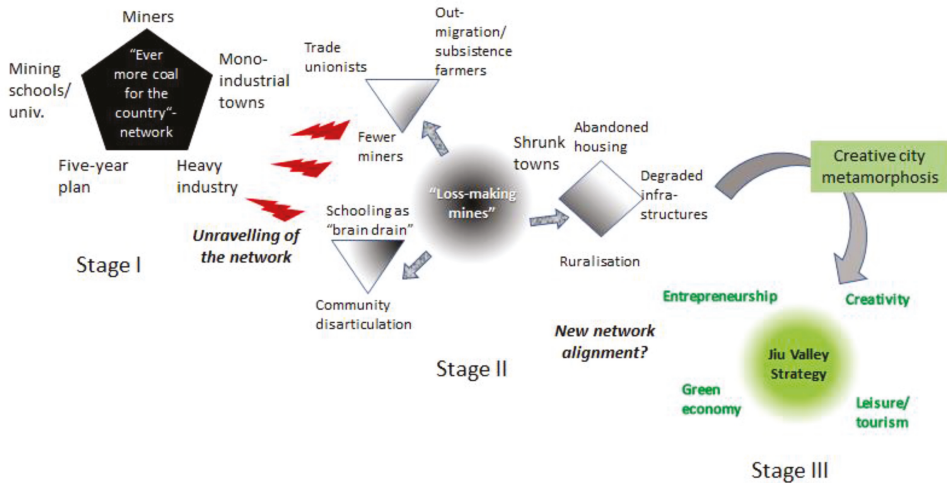 Miners
"Ever
more coal
for the
country"-
network
Mining
schools/
univ.
Mono-
industrial
towns
Five-year
plan
Heavy
industry
Stage I
Unravelling of
the network
Trade
unionists
Out-
migration/
subsistence
farmers
Fewer
miners
"Loss-making
mines"
Schooling as
"brain drain"
Community
disarticulation
Shrunk
towns
Abandoned
housing
Degraded
infra-
structures
Ruralisation
Stage II
New network
alignment?
Creative city
metamorphosis
Entrepreneurship
Creativity
Jiu Valley
Strategy
Green
economy
Leisure/
tourism
Stage III